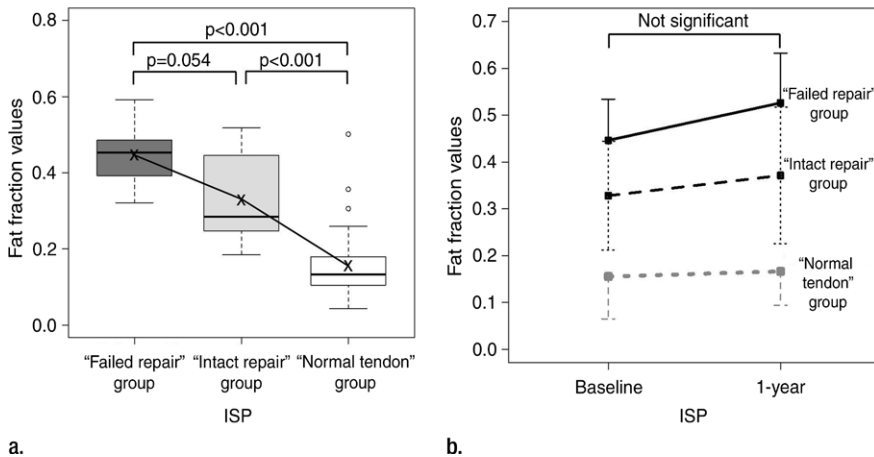 p<0.001
p=0.054
p<0.001
Fat fraction values
0.8
0.6
0.4
0.2
0.0
“Failed repair” group
“Intact repair” group
“Normal tendon” group
ISP
a.
Not significant
Fat fraction values
0.7
0.6
0.5
0.4
0.3
0.2
0.1
0.0
“Failed repair”
group
“Intact repair”
group
“Normal
tendon”
group
Baseline
1-year
ISP
b.